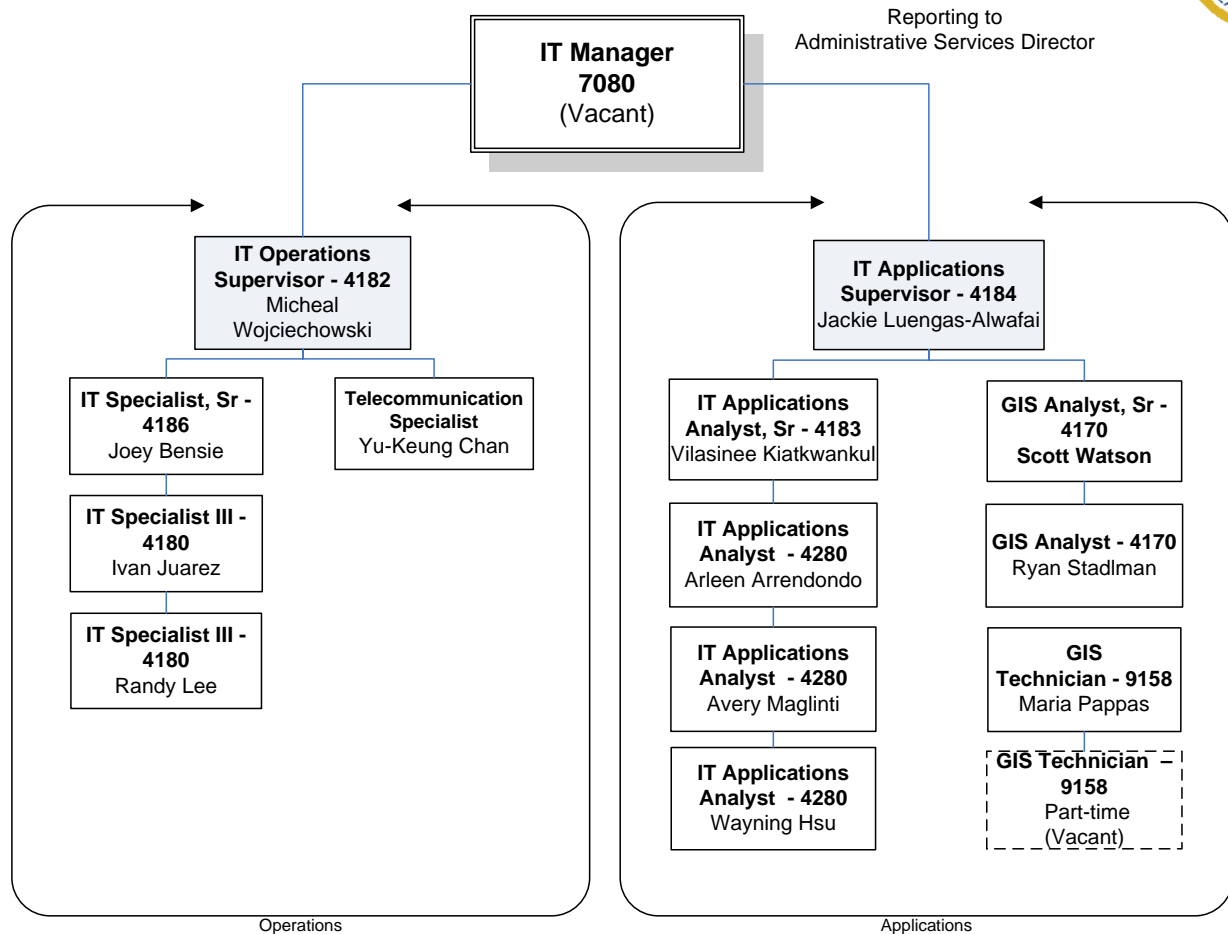 Reporting to
Administrative Services Director
IT Manager
7080
(Vacant)
IT Operations
Supervisor - 4182
Micheal
Wojciechowski
IT Specialist, Sr -
4186
Joey Bensie
Telecommunication
Specialist
Yu-Keung Chan
IT Specialist III -
4180
Ivan Juarez
IT Specialist III -
4180
Randy Lee
Operations
IT Applications
Supervisor - 4184
Jackie Luengas-Alwafai
IT Applications
Analyst, Sr - 4183
Vilasinee Kiatkwankul
IT Applications
Analyst - 4280
Arleen Arrendondo
IT Applications
Analyst - 4280
Avery Maglinti
IT Applications
Analyst - 4280
Wayning Hsu
GIS Analyst, Sr -
4170
Scott Watson
GIS Analyst - 4170
Ryan Stadlman
GIS
Technician - 9158
Maria Pappas
GIS Technician –
9158
Part-time
(Vacant)
Applications